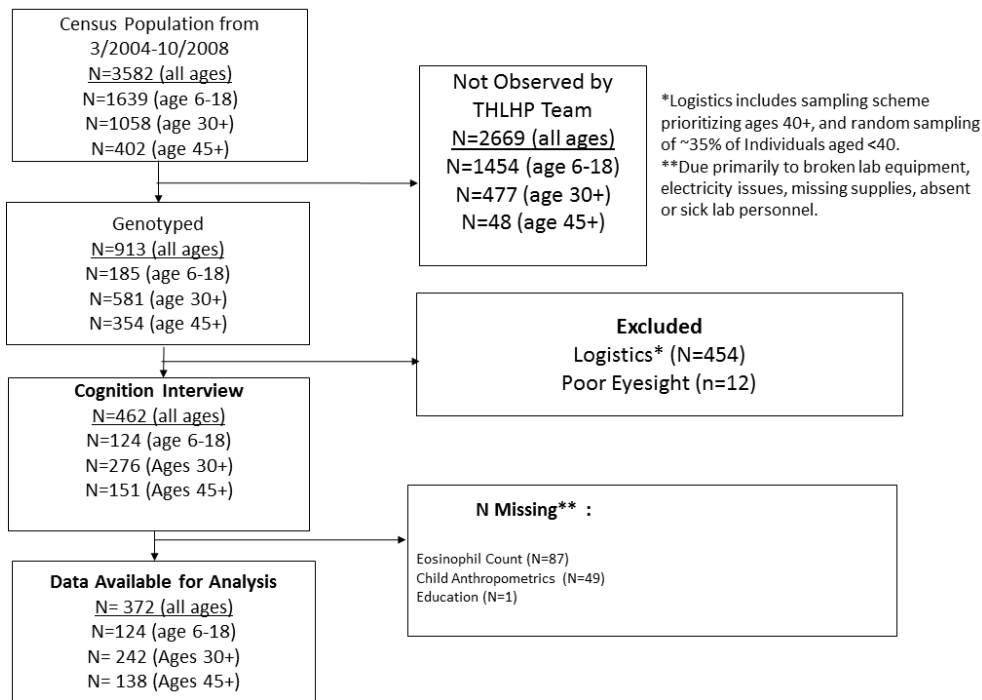 Census Population from
3/2004-10/2008
N=3582 (all ages)
N=1639 (age 6-18)
N=1058 (age 30+)
N=402 (age 45+)
Not Observed by
THLHP Team
N=2669 (all ages)
N=1454 (age 6-18)
N=477 (age 30+)
N=48 (age 45+)
*Logistics includes sampling scheme
prioritizing ages 40+, and random sampling
of ~35% of Individuals aged <40.
**Due primarily to broken lab equipment,
electricity issues, missing supplies, absent
or sick lab personnel.
Genotyped
N=913 (all ages)
N=185 (age 6-18)
N=581 (age 30+)
N=354 (age 45+)
Excluded
Logistics* (N=454)
Poor Eyesight (n=12)
Cognition Interview
N=462 (all ages)
N=124 (age 6-18)
N=276 (Ages 30+)
N=151 (Ages 45+)
N Missing** :
Eosinophil Count (N=87)
Child Anthropometrics (N=49)
Education (N=1)
Data Available for Analysis
N= 372 (all ages)
N=124 (age 6-18)
N= 242 (Ages 30+)
N= 138 (Ages 45+)